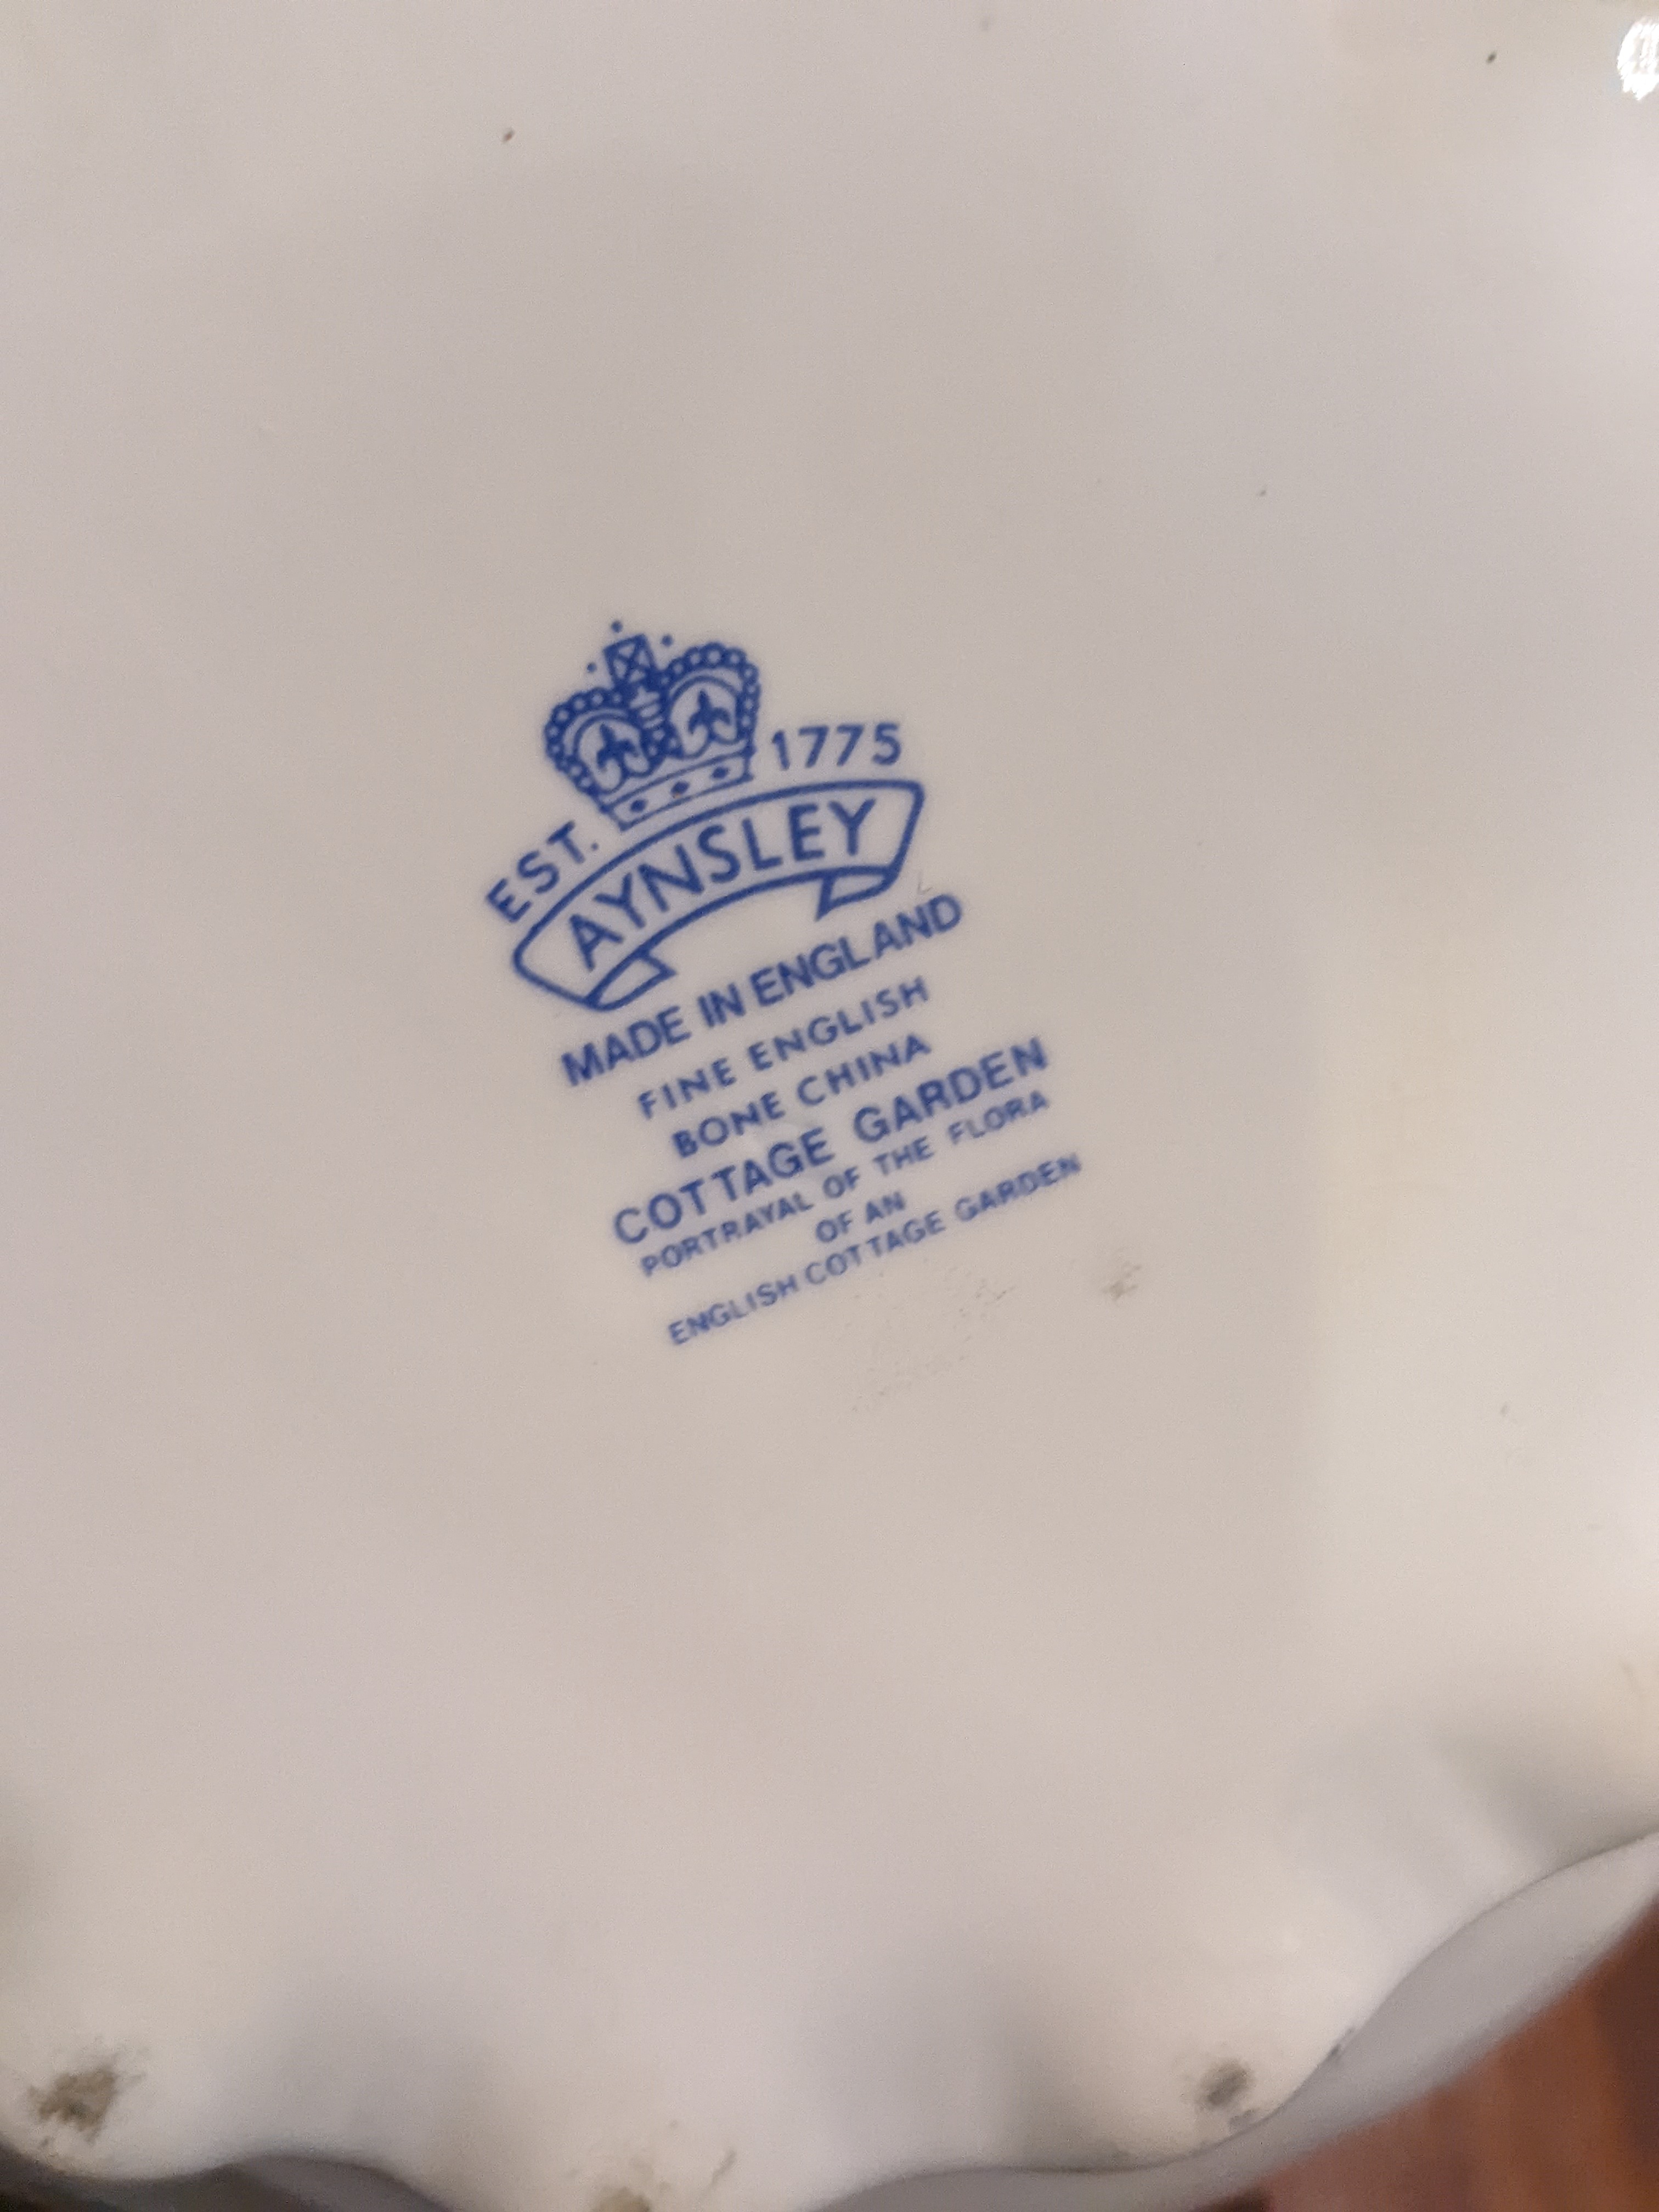 EST. 1775
AYNSLEY
MADE IN ENGLAND
FINE ENGLISH
BONE CHINA
COTTAGE GARDEN
PORTRAYAL OF THE FLORA
OF AN
ENGLISH COTTAGE GARDEN